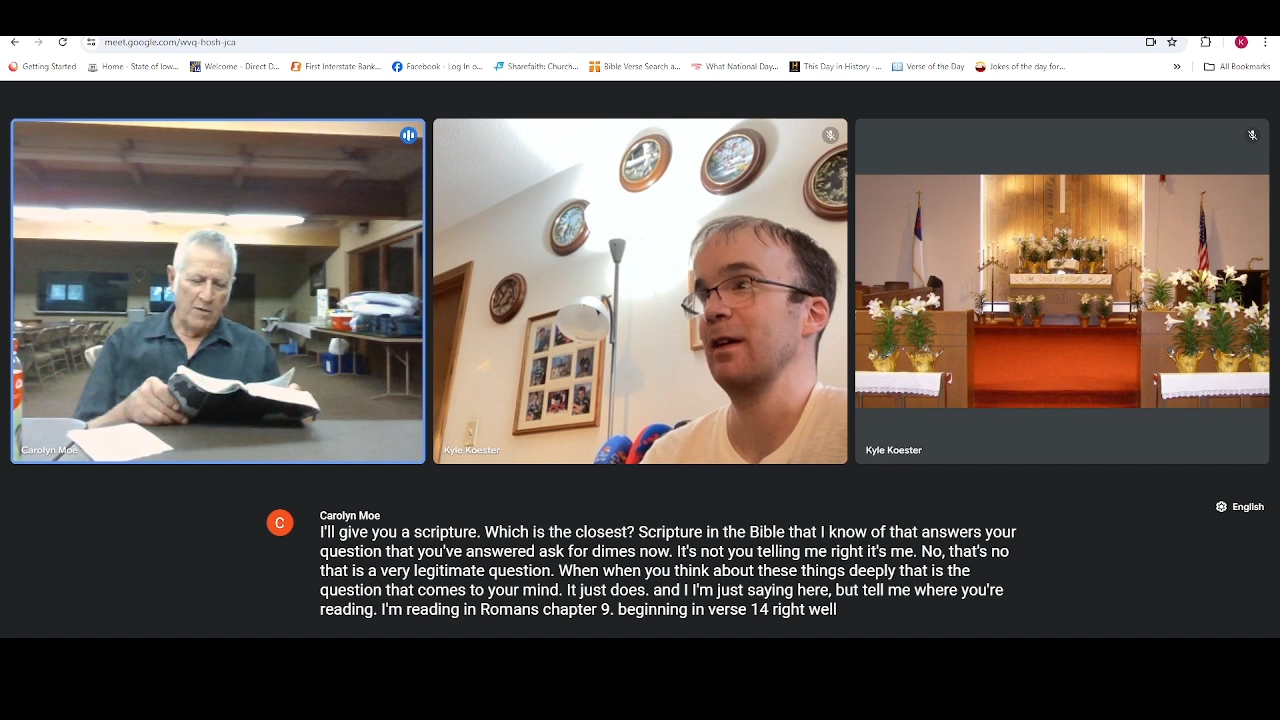 meet.google.com/wvq-hosh-jca
Getting Started Home - State of Iow... Welcome - Direct D... First Interstate Bank... Facebook - Log In o... Sharefaith: Church... Bible Verse Search a... What National Day... This Day in History -... Verse of the Day Jokes of the day for... » All Bookmarks
K
Carolyn Moe
Kyle Koester
Kyle Koester
English
C
Carolyn Moe
I'll give you a scripture. Which is the closest? Scripture in the Bible that I know of that answers your
question that you've answered ask for dimes now. It's not you telling me right it's me. No, that's no
that is a very legitimate question. When when you think about these things deeply that is the
question that comes to your mind. It just does. and I I'm just saying here, but tell me where you're
reading. I'm reading in Romans chapter 9. beginning in verse 14 right well